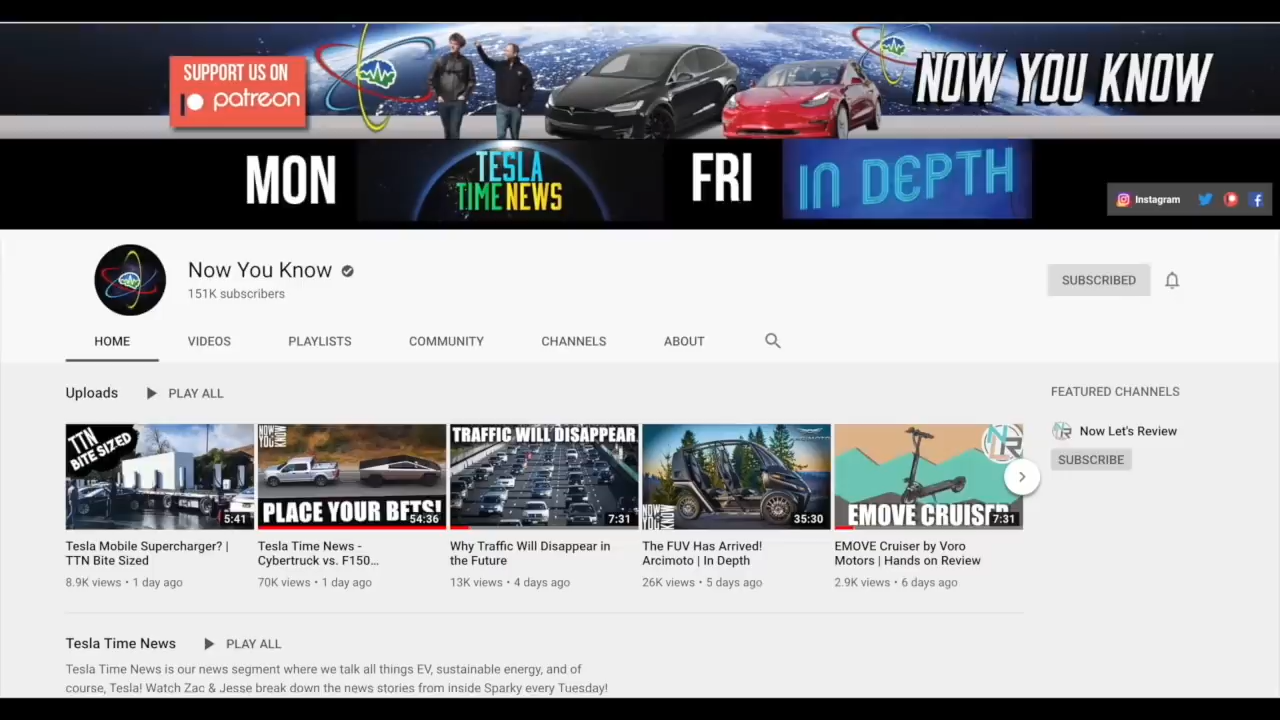 SUPPORT US ON
patreon
NOW YOU KNOW
MON
TESLA
TIME NEWS
FRI
IN DEPTH
Instagram
Now You Know
151K subscribers
SUBSCRIBED
HOME
VIDEOS
PLAYLISTS
COMMUNITY
CHANNELS
ABOUT
Uploads
PLAY ALL
FEATURED CHANNELS
Now Let's Review
SUBSCRIBE
TTN
BITE SIZED
5:41
NOW
YOU
KNOW
PLACE YOUR BETS!
54:36
TRAFFIC WILL DISAPPEAR
7:31
NOW
YOU
KNOW
35:30
NR
EMOVE CRUISER
7:31
Tesla Mobile Supercharger? |
TTN Bite Sized
8.9K views • 1 day ago
Tesla Time News -
Cybertruck vs. F150...
70K views • 1 day ago
Why Traffic Will Disappear in
the Future
13K views • 4 days ago
The FUV Has Arrived!
Arcimoto | In Depth
26K views • 5 days ago
EMOVE Cruiser by Voro
Motors | Hands on Review
2.9K views • 6 days ago
Tesla Time News
PLAY ALL
Tesla Time News is our news segment where we talk all things EV, sustainable energy, and of
course, Tesla! Watch Zac & Jesse break down the news stories from inside Sparky every Tuesday!